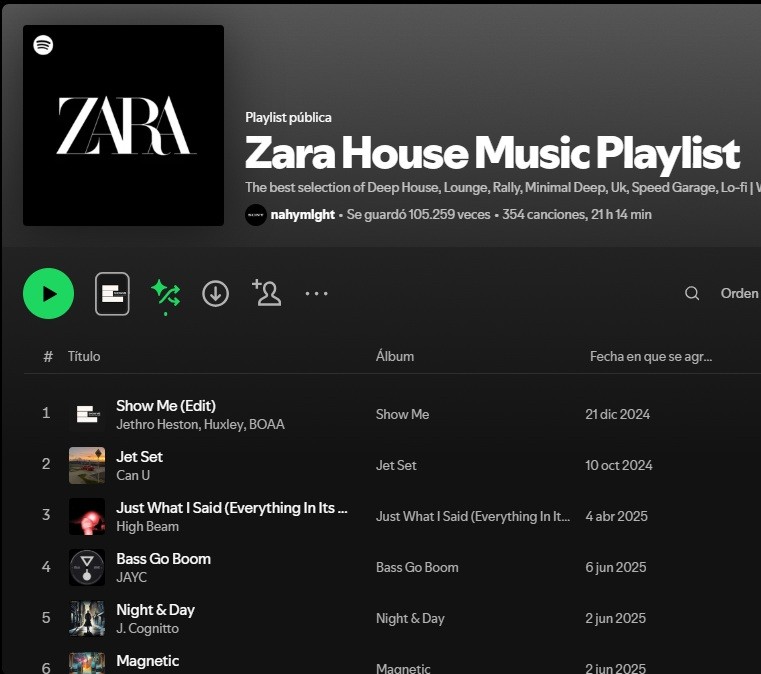 ZARA
Playlist pública
Zara House Music Playlist
The best selection of Deep House, Lounge, Rally, Minimal Deep, Uk, Speed Garage, Lo-fi |
nahymlght • Se guardó 105.259 veces • 354 canciones, 21 h 14 min
Orden
# Título Álbum Fecha en que se agr...
1 Show Me (Edit) Show Me 21 dic 2024
Jethro Heston, Huxley, BOAA
2 Jet Set Jet Set 10 oct 2024
Can U
3 Just What I Said (Everything In Its ... Just What I Said (Everything In It... 4 abr 2025
High Beam
4 Bass Go Boom Bass Go Boom 6 jun 2025
JAYC
5 Night & Day Night & Day 2 jun 2025
J. Cognitto
6 Magnetic Magnetic 2 jun 2025